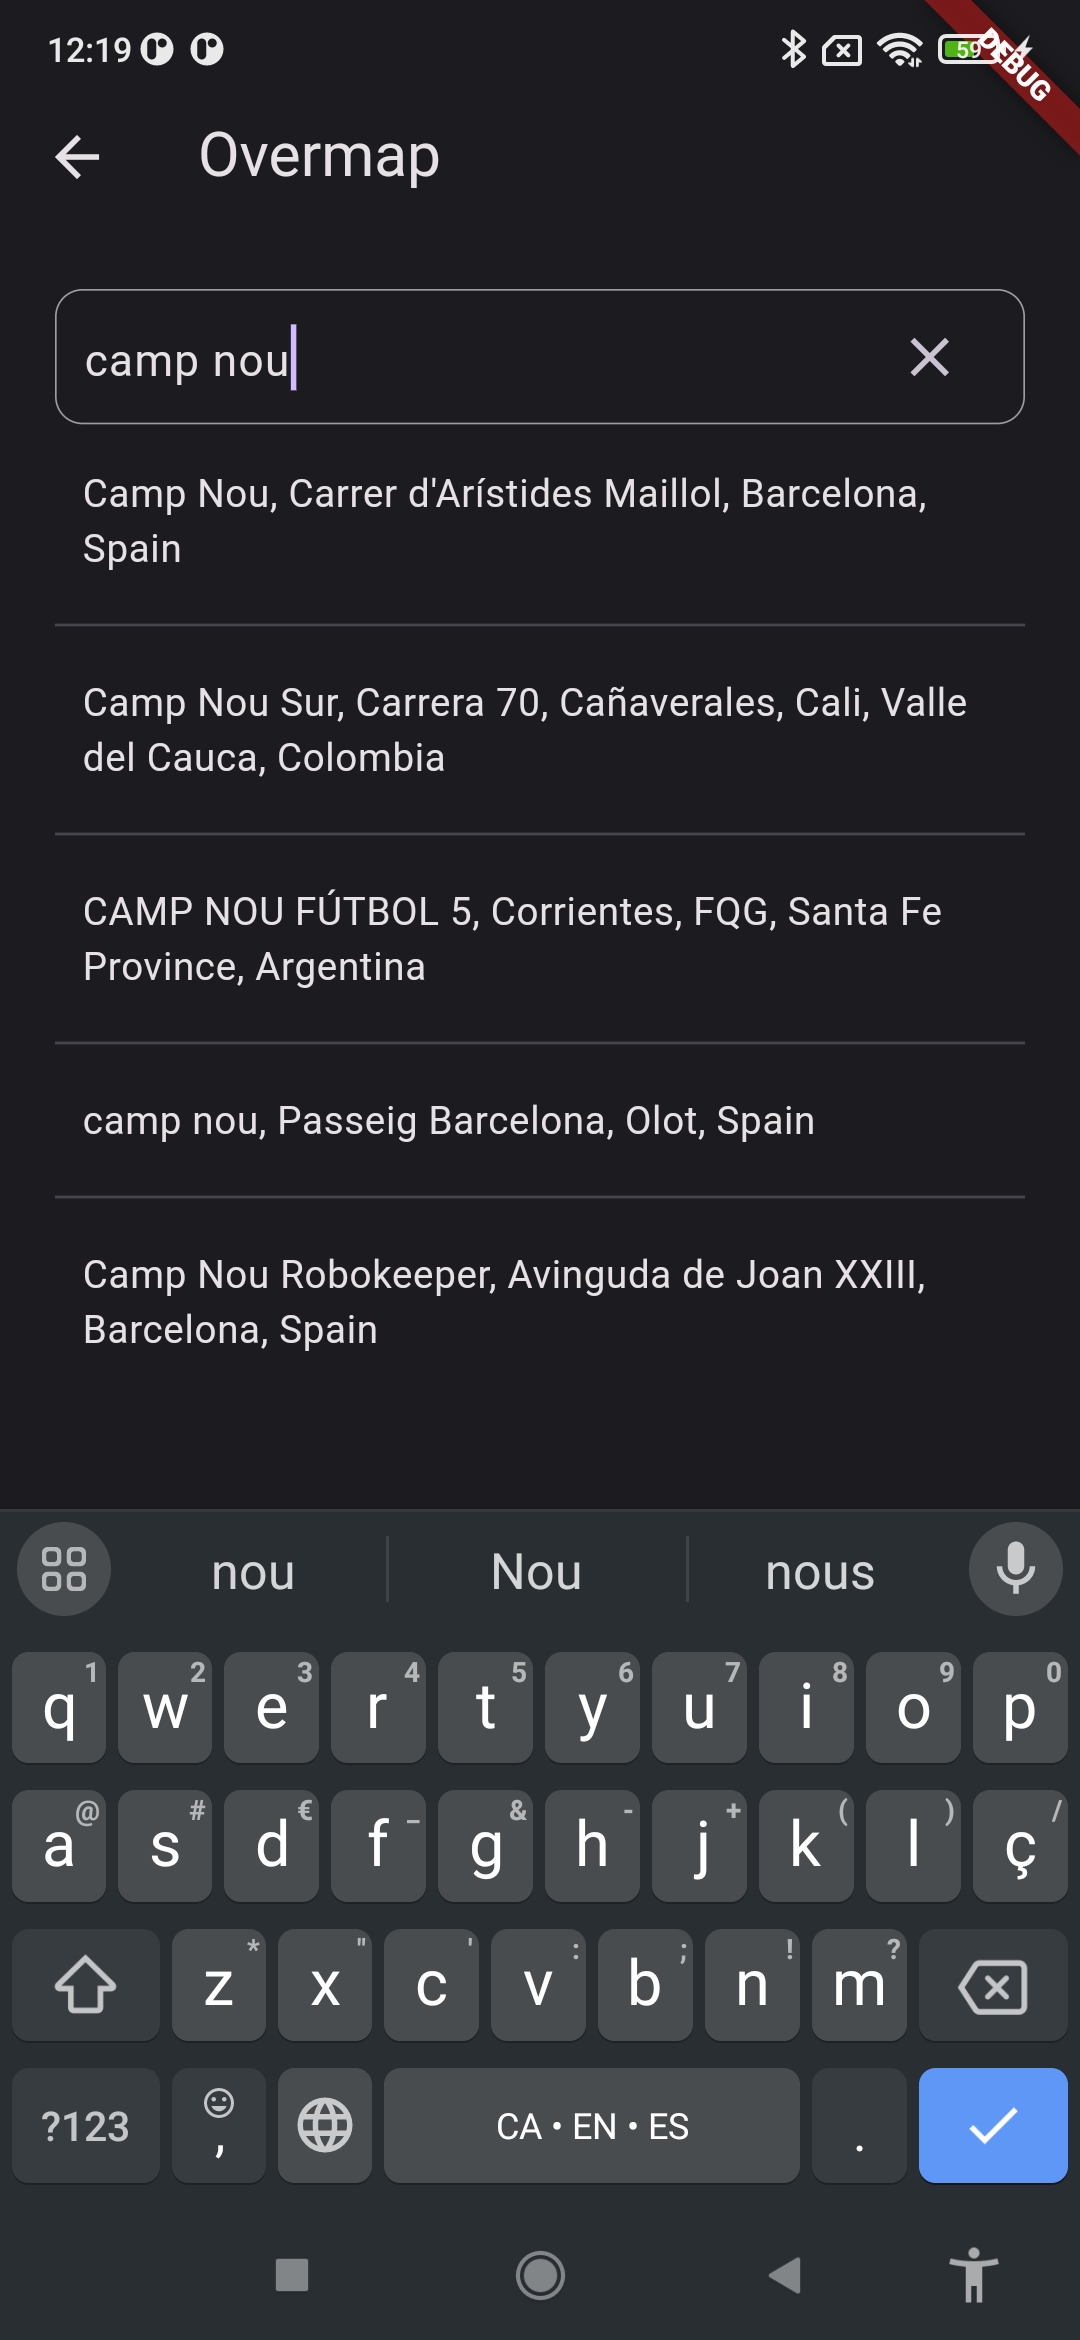 12:19
59
DEBUG
Overmap
camp nou
Camp Nou, Carrer d'Arístides Maillol, Barcelona,
Spain
Camp Nou Sur, Carrera 70, Cañaverales, Cali, Valle
del Cauca, Colombia
CAMP NOU FÚTBOL 5, Corrientes, FQG, Santa Fe
Province, Argentina
camp nou, Passeig Barcelona, Olot, Spain
Camp Nou Robokeeper, Avinguda de Joan XXIII,
Barcelona, Spain
nou Nou nous
1 2 3 4 5 6 7 8 9 0
q w e r t y u i o p
@ # € _ & - + ( ) /
a s d f g h j k l ç
* " ' : ; ! ?
z x c v b n m
?123 , CA • EN • ES .